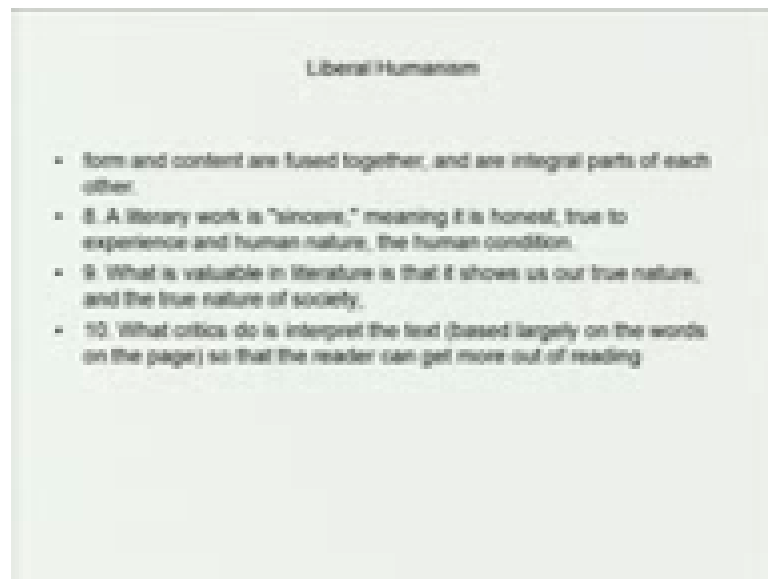 Liberal Humanism
• form and content are fused together, and are integral parts of each
other.
• 8. A literary work is "sincere," meaning it is honest, true to
experience and human nature, the human condition.
• 9. What is valuable in literature is that it shows us our true nature,
and the true nature of society,
• 10. What critics do is interpret the text (based largely on the words
on the page) so that the reader can get more out of reading